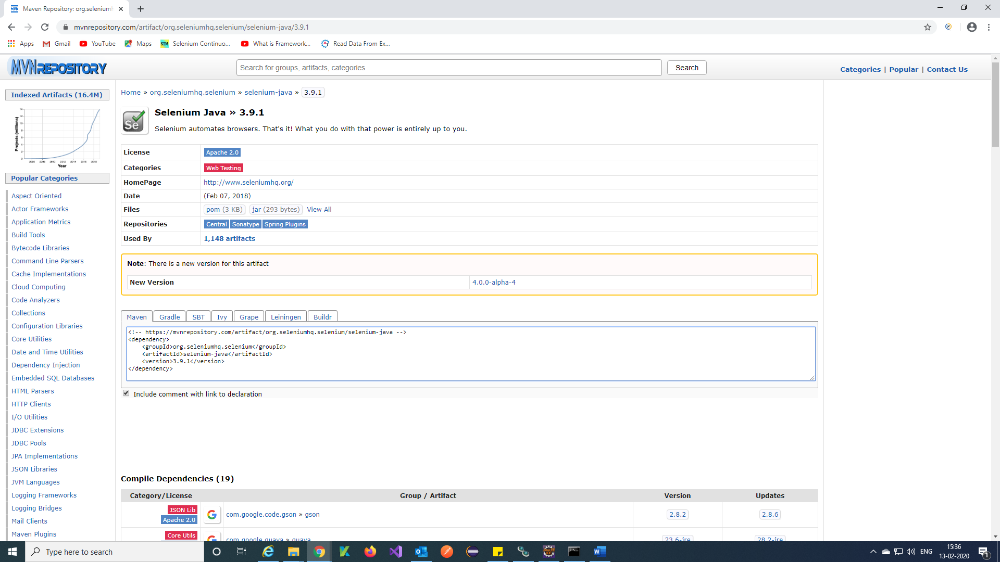 Maven Repository: org.seleniumh
mvnrepository.com/artifact/org.seleniumhq.selenium/selenium-java/3.9.1
Apps Gmail YouTube Maps STM Selenium Continuo... What is Framework... Read Data From Ex...
MVNREPOSITORY
Search for groups, artifacts, categories
Search
Categories | Popular | Contact Us
Indexed Artifacts (16.4M)
Projects (millions)
Year
Popular Categories
Aspect Oriented
Actor Frameworks
Application Metrics
Build Tools
Bytecode Libraries
Command Line Parsers
Cache Implementations
Cloud Computing
Code Analyzers
Collections
Configuration Libraries
Core Utilities
Date and Time Utilities
Dependency Injection
Embedded SQL Databases
HTML Parsers
HTTP Clients
I/O Utilities
JDBC Extensions
JDBC Pools
JPA Implementations
JSON Libraries
JVM Languages
Logging Frameworks
Logging Bridges
Mail Clients
Maven Plugins
Home » org.seleniumhq.selenium » selenium-java » 3.9.1
Se
Selenium Java » 3.9.1
Selenium automates browsers. That's it! What you do with that power is entirely up to you.
License Apache 2.0
Categories Web Testing
HomePage http://www.seleniumhq.org/
Date (Feb 07, 2018)
Files pom (3 KB) jar (293 bytes) View All
Repositories Central Sonatype Spring Plugins
Used By 1,148 artifacts
Note: There is a new version for this artifact
New Version 4.0.0-alpha-4
Maven Gradle SBT Ivy Grape Leiningen Buildr
<!-- https://mvnrepository.com/artifact/org.seleniumhq.selenium/selenium-java -->
<dependency>
<groupId>org.seleniumhq.selenium</groupId>
<artifactId>selenium-java</artifactId>
<version>3.9.1</version>
</dependency>
Include comment with link to declaration
Compile Dependencies (19)
Category/License Group / Artifact Version Updates
JSON Lib
Apache 2.0
com.google.code.gson » gson 2.8.2 2.8.6
Core Utils
com.google.guava » guava 23.6-jre 28.2-jre
Type here to search
ENG
15:36
13-02-2020
1